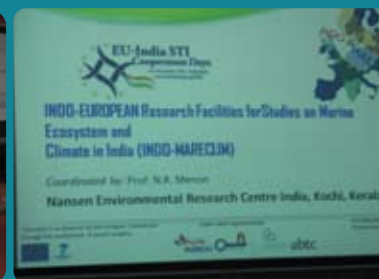 EU-India STI
Cooperation Days
INDO-EUROPEAN Research Facilities for Studies on Marine
Ecosystem and
Climate in India (INDO-MARECLIM)
Coordinated by: Prof. N.R. Menon
Nansen Environmental Research Centre India, Kochi, Kerala
abtc